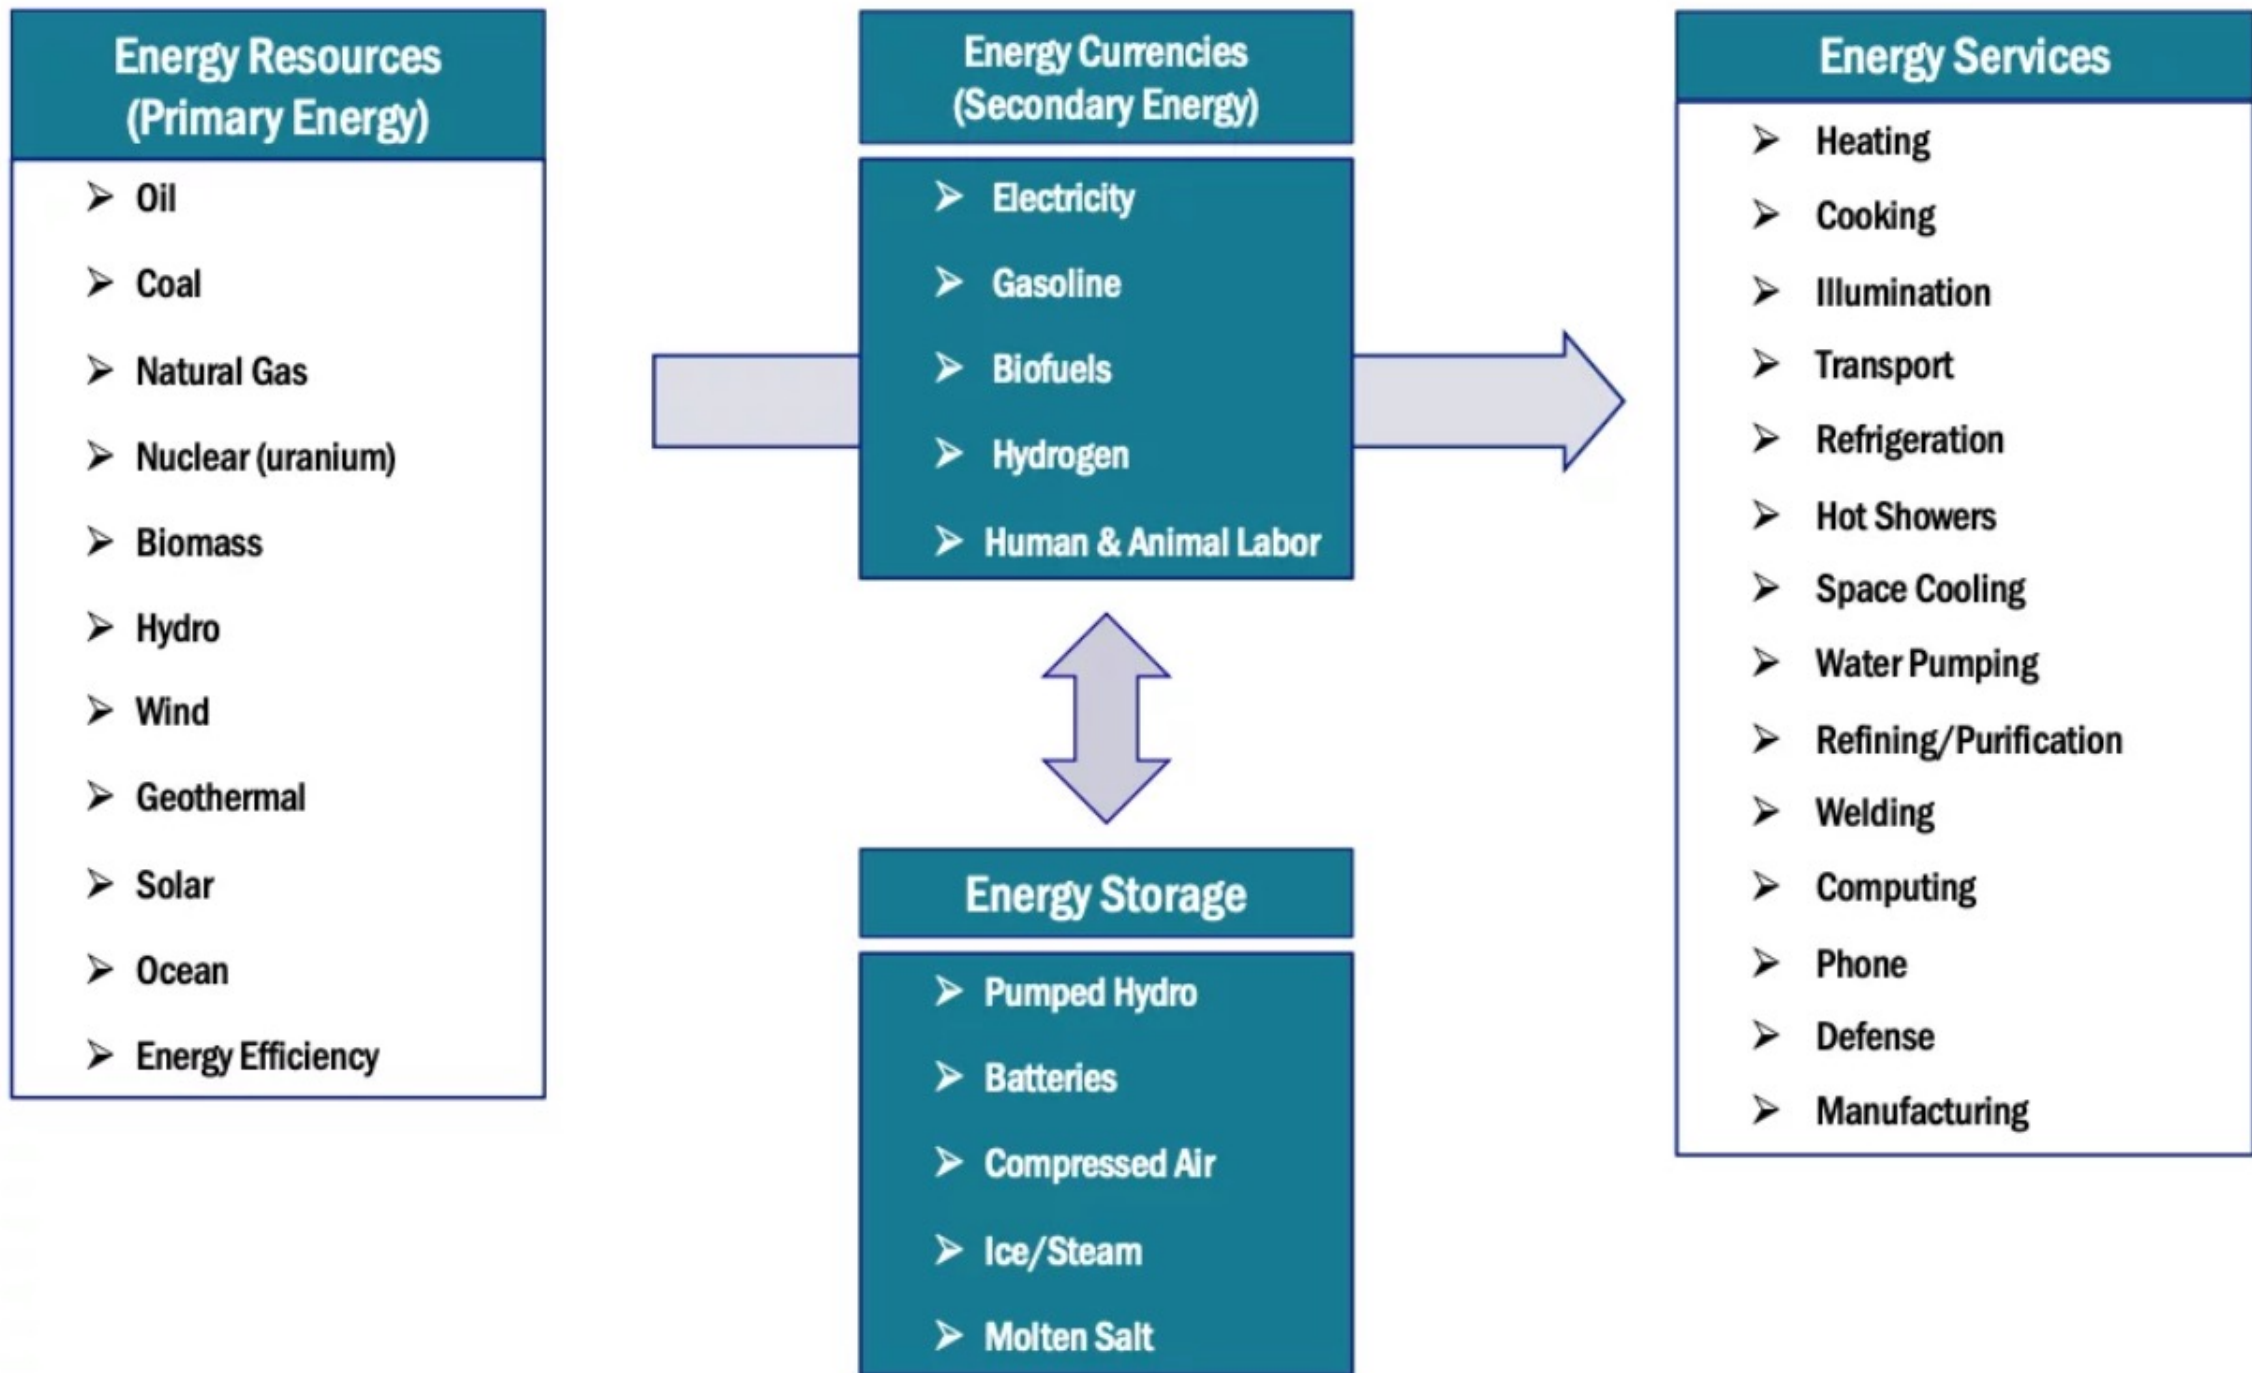 Energy Resources
(Primary Energy)
Oil
Coal
Natural Gas
Nuclear (uranium)
Biomass
Hydro
Wind
Geothermal
Solar
Ocean
Energy Efficiency
Energy Currencies
(Secondary Energy)
Electricity
Gasoline
Biofuels
Hydrogen
Human & Animal Labor
Energy Storage
Pumped Hydro
Batteries
Compressed Air
Ice/Steam
Molten Salt
Energy Services
Heating
Cooking
Illumination
Transport
Refrigeration
Hot Showers
Space Cooling
Water Pumping
Refining/Purification
Welding
Computing
Phone
Defense
Manufacturing